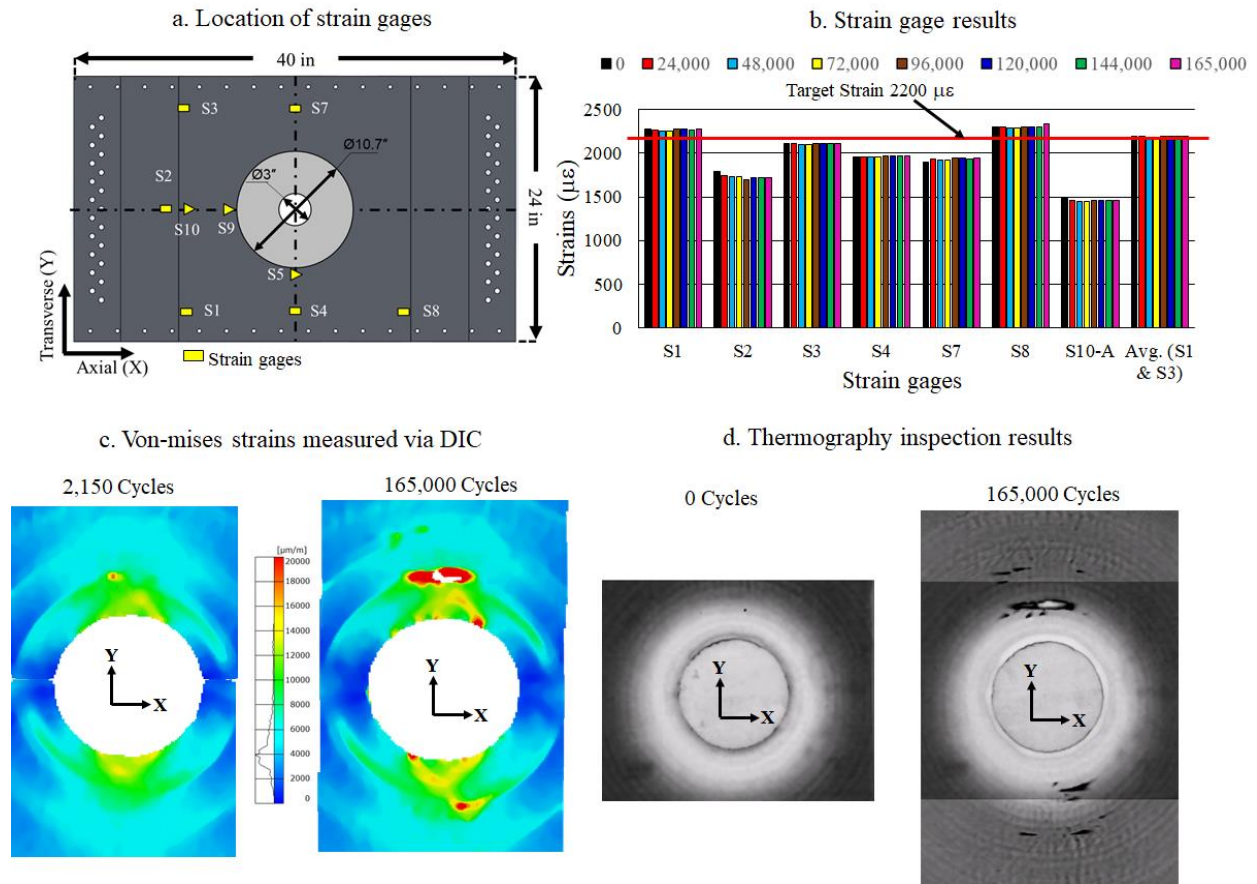 a. Location of strain gages
40 in
S3
S7
Ø10.7"
Ø3"
S2
S10
S9
S5
24 in
S1
S4
S8
Transverse (Y)
Axial (X)
Strain gages
b. Strain gage results
0 24,000 48,000 72,000 96,000 120,000 144,000 165,000
Target Strain 2200 με
Strains (με)
2500
2000
1500
1000
500
0
S1 S2 S3 S4 S7 S8 S10-A Avg. (S1
& S3)
Strain gages
c. Von-mises strains measured via DIC
2,150 Cycles
165,000 Cycles
[μm/m]
20000
18000
16000
14000
12000
10000
8000
6000
4000
2000
0
Y
X
Y
X
d. Thermography inspection results
0 Cycles
165,000 Cycles
Y
X
Y
X